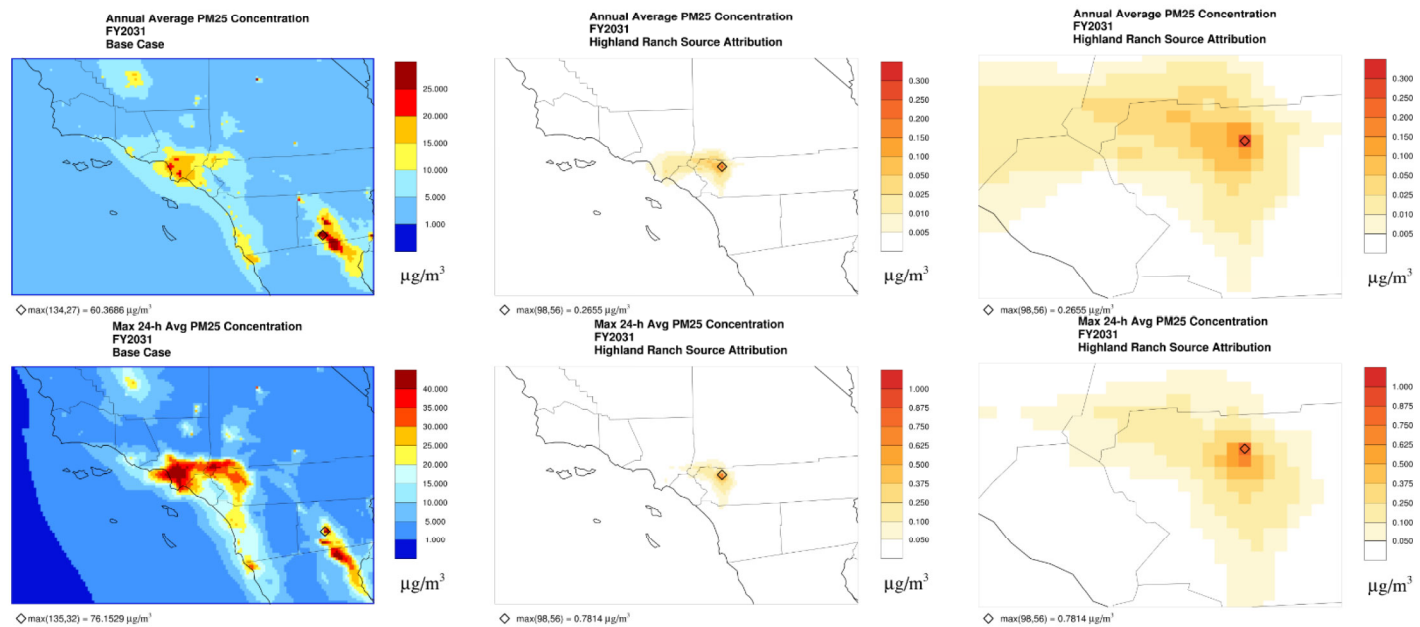 Annual Average PM25 Concentration
FY2031
Base Case
25.000
20.000
15.000
10.000
5.000
1.000
µg/m³
max(134,27) = 60.3686 µg/m³
Annual Average PM25 Concentration
FY2031
Highland Ranch Source Attribution
0.300
0.250
0.200
0.150
0.100
0.050
0.025
0.010
0.005
µg/m³
max(98,56) = 0.2655 µg/m³
Annual Average PM25 Concentration
FY2031
Highland Ranch Source Attribution
0.300
0.250
0.200
0.150
0.100
0.050
0.025
0.010
0.005
µg/m³
max(98,56) = 0.2655 µg/m³
Max 24-h Avg PM25 Concentration
FY2031
Base Case
40.000
35.000
30.000
25.000
20.000
15.000
10.000
5.000
1.000
µg/m³
max(135,32) = 76.1529 µg/m³
Max 24-h Avg PM25 Concentration
FY2031
Highland Ranch Source Attribution
1.000
0.875
0.750
0.625
0.500
0.400
0.300
0.200
0.100
0.050
µg/m³
max(98,56) = 0.7814 µg/m³
Max 24-h Avg PM25 Concentration
FY2031
Highland Ranch Source Attribution
1.000
0.875
0.750
0.625
0.500
0.400
0.300
0.200
0.100
0.050
µg/m³
max(98,56) = 0.7814 µg/m³